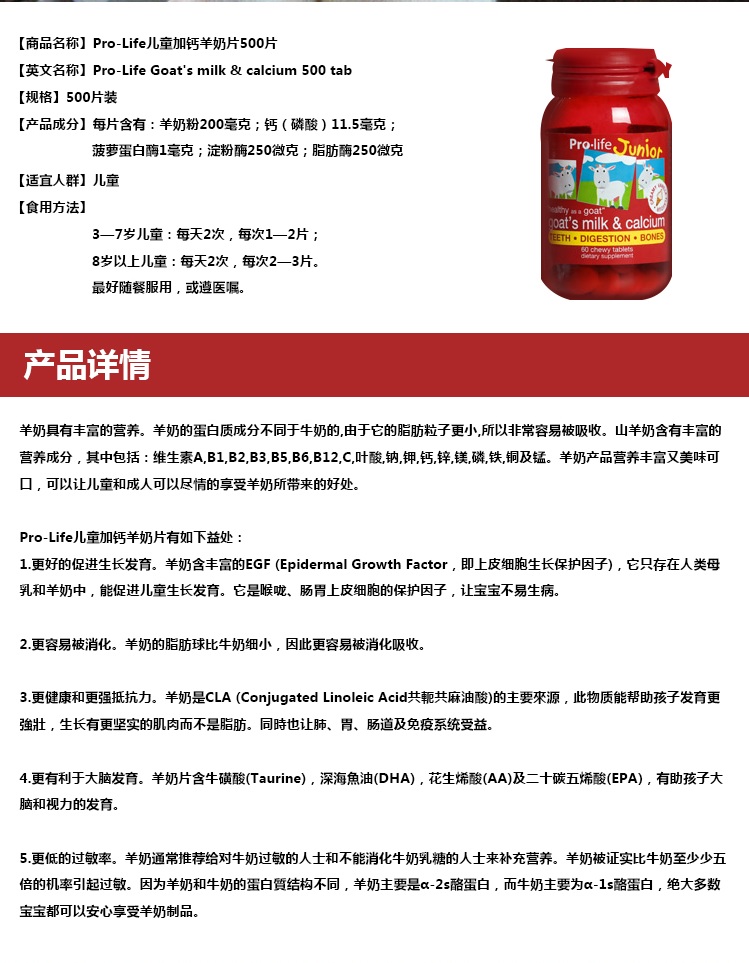 【商品名称】Pro-Life儿童加钙羊奶片500片
【英文名称】Pro-Life Goat's milk & calcium 500 tab
【规格】500片装
【产品成分】每片含有：羊奶粉200毫克；钙（磷酸）11.5毫克；
菠萝蛋白酶1毫克；淀粉酶250微克；脂肪酶250微克
【适宜人群】儿童
【食用方法】
3—7岁儿童：每天2次，每次1—2片；
8岁以上儿童：每天2次，每次2—3片。
最好随餐服用，或遵医嘱。
Pro-life Junior
"healthy as a goat"
goat's milk & calcium
TEETH • DIGESTION • BONES
60 chewy tablets
dietary supplement
产品详情
羊奶具有丰富的营养。羊奶的蛋白质成分不同于牛奶的,由于它的脂肪粒子更小,所以非常容易被吸收。山羊奶含有丰富的
营养成分，其中包括：维生素A,B1,B2,B3,B5,B6,B12,C,叶酸,钠,钾,钙,锌,镁,磷,铁,铜及锰。羊奶产品营养丰富又美味可
口，可以让儿童和成人可以尽情的享受羊奶所带来的好处。
Pro-Life儿童加钙羊奶片有如下益处：
1.更好的促进生长发育。羊奶含丰富的EGF (Epidermal Growth Factor，即上皮细胞生长保护因子)，它只存在人类母
乳和羊奶中，能促进儿童生长发育。它是喉咙、肠胃上皮细胞的保护因子，让宝宝不易生病。
2.更容易被消化。羊奶的脂肪球比牛奶细小，因此更容易被消化吸收。
3.更健康和更强抵抗力。羊奶是CLA (Conjugated Linoleic Acid共軛共麻油酸)的主要來源，此物质能帮助孩子发育更
強壯，生长有更坚实的肌肉而不是脂肪。同時也让肺、胃、肠道及免疫系统受益。
4.更有利于大脑发育。羊奶片含牛磺酸(Taurine)，深海魚油(DHA)，花生烯酸(AA)及二十碳五烯酸(EPA)，有助孩子大
脑和视力的发育。
5.更低的过敏率。羊奶通常推荐给对牛奶过敏的人士和不能消化牛奶乳糖的人士来补充营养。羊奶被证实比牛奶至少少五
倍的机率引起过敏。因为羊奶和牛奶的蛋白質结构不同，羊奶主要是α-2s酪蛋白，而牛奶主要为α-1s酪蛋白，绝大多数
宝宝都可以安心享受羊奶制品。